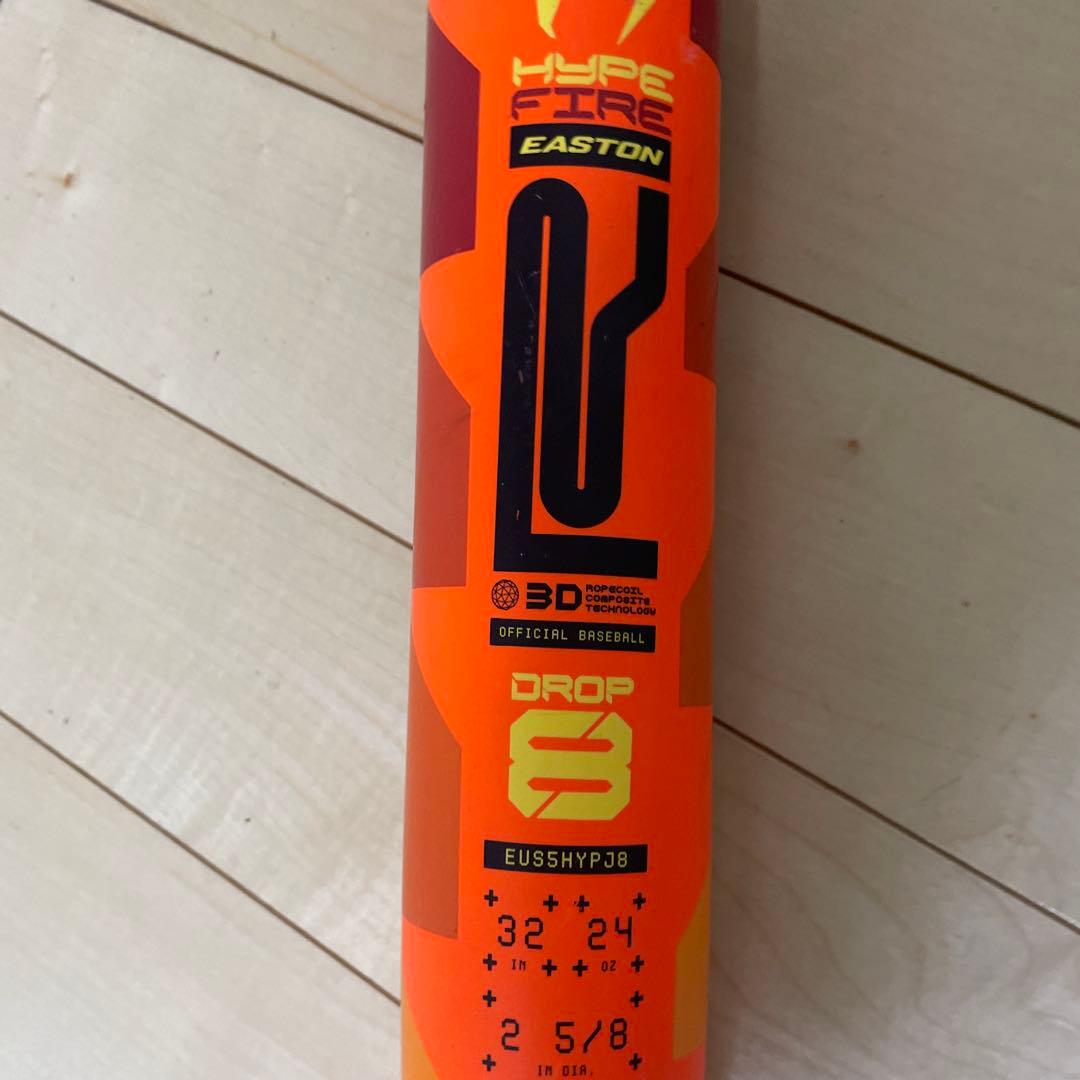 HYPE
FIRE
EASTON
3D ROPECOIL
COMPOSITE
TECHNOLOGY
OFFICIAL BASEBALL
DROP
8
EUS5HYPJ8
32 24
IN OZ
2 5/8
IN DIA.